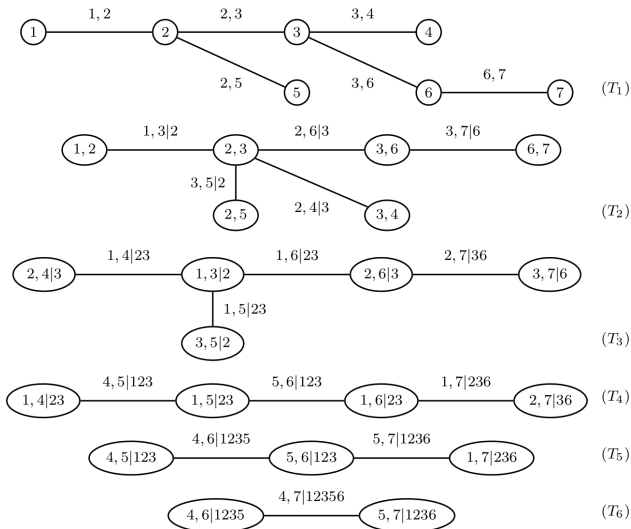 1, 2 2, 3 3, 4
1 2 3 4
2, 5 3, 6 6, 7
5 6 7 (T1)
1, 3|2 2, 6|3 3, 7|6
1, 2 2, 3 3, 6 6, 7
3, 5|2 2, 4|3
2, 5 3, 4 (T2)
1, 4|23 1, 6|23 2, 7|36
2, 4|3 1, 3|2 2, 6|3 3, 7|6
1, 5|23
3, 5|2 (T3)
4, 5|123 5, 6|123 1, 7|236
1, 4|23 1, 5|23 1, 6|23 2, 7|36 (T4)
4, 6|1235 5, 7|1236
4, 5|123 5, 6|123 1, 7|236 (T5)
4, 7|12356
4, 6|1235 5, 7|1236 (T6)